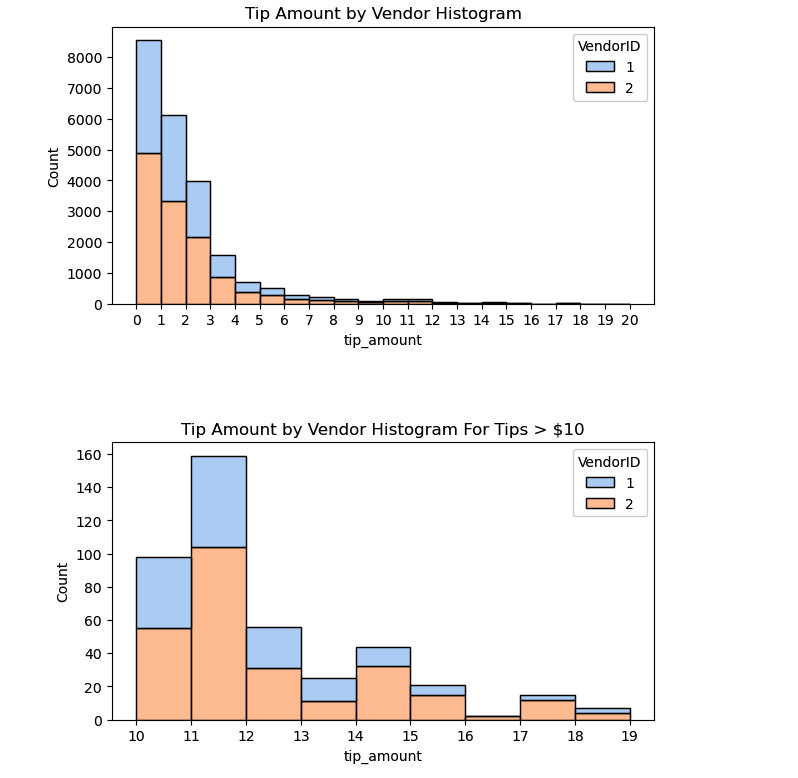 Tip Amount by Vendor Histogram
VendorID
1
2
Count
8000
7000
6000
5000
4000
3000
2000
1000
0
0 1 2 3 4 5 6 7 8 9 10 11 12 13 14 15 16 17 18 19 20
tip_amount
Tip Amount by Vendor Histogram For Tips > $10
VendorID
1
2
Count
160
140
120
100
80
60
40
20
0
10 11 12 13 14 15 16 17 18 19
tip_amount